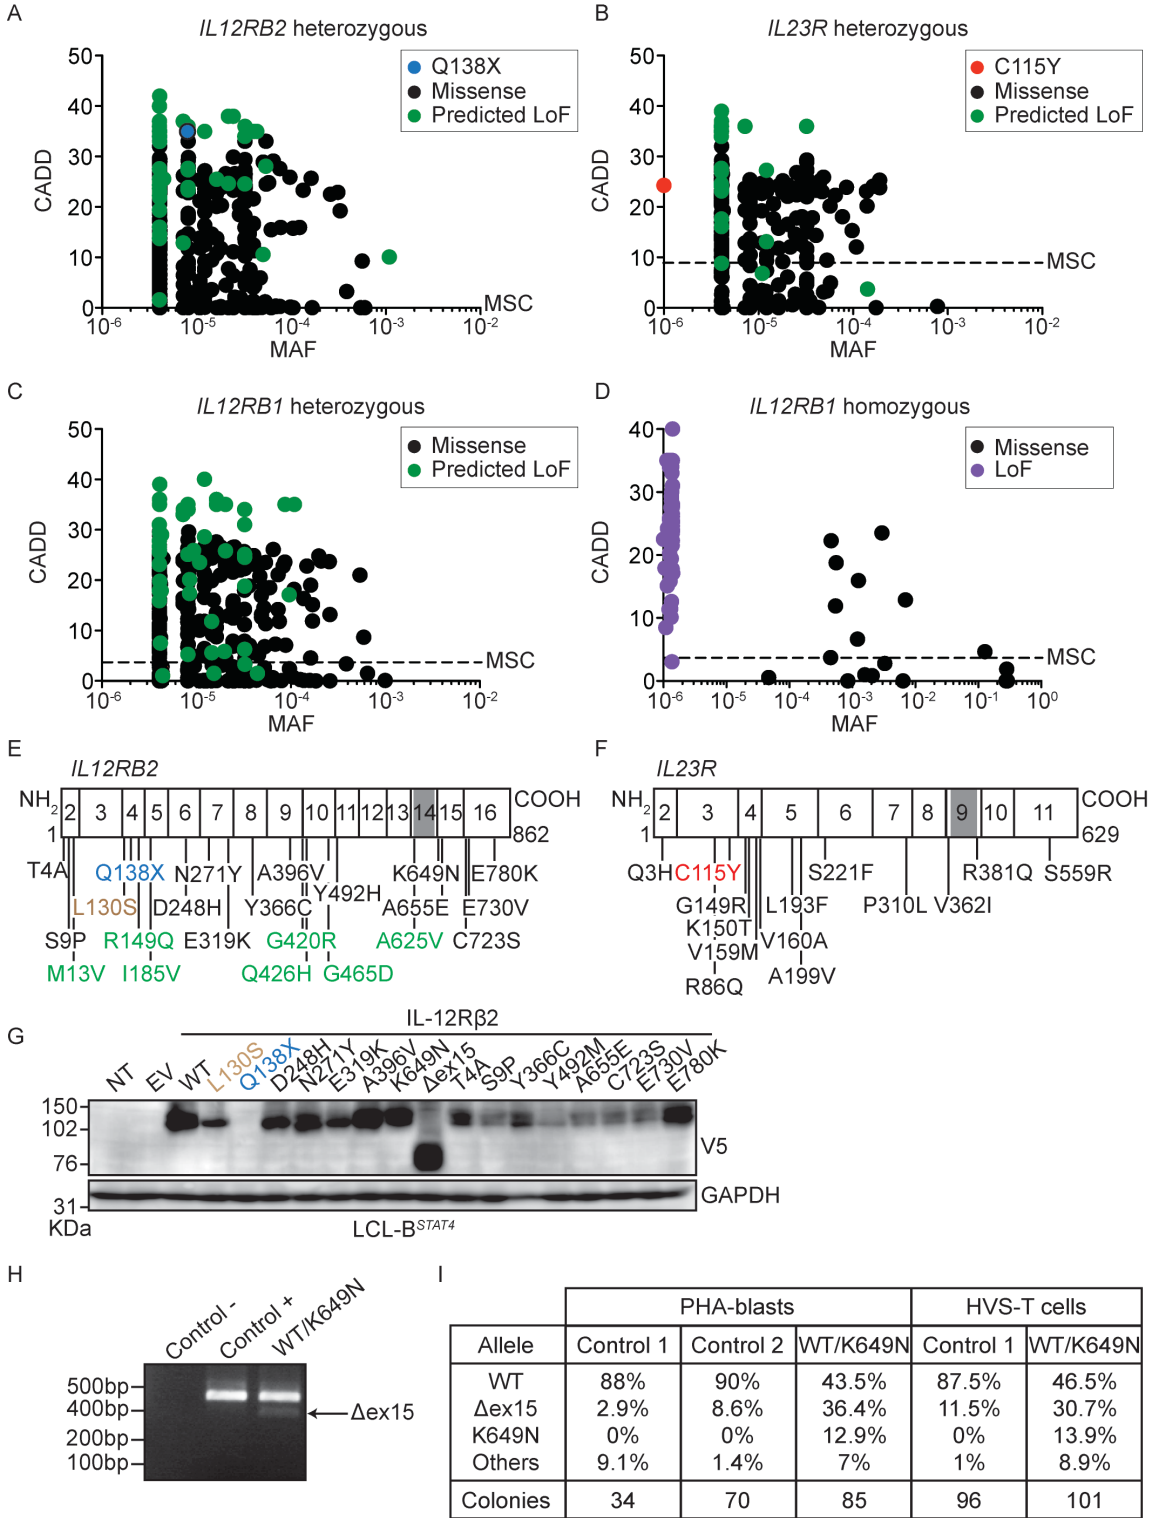 A
IL12RB2 heterozygous
50
40
30
20
10
0
CADD
Q138X
Missense
Predicted LoF
MSC
10-6
10-5
10-4
10-3
10-2
MAF
B
IL23R heterozygous
50
40
30
20
10
0
CADD
C115Y
Missense
Predicted LoF
MSC
10-6
10-5
10-4
10-3
10-2
MAF
C
IL12RB1 heterozygous
50
40
30
20
10
0
CADD
Missense
Predicted LoF
MSC
10-6
10-5
10-4
10-3
10-2
MAF
D
IL12RB1 homozygous
40
30
20
10
0
CADD
Missense
LoF
MSC
10-6
10-5
10-4
10-3
10-2
10-1
100
MAF
E
IL12RB2
NH2 2 3 4 5 6 7 8 9 10 11 12 13 14 15 16 COOH
1 862
T4A Q138X N271Y A396V Y492H K649N E780K
L130S D248H Y366C A655E E730V
S9P R149Q E319K G420R A625V C723S
M13V I185V Q426H G465D
F
IL23R
NH2 2 3 4 5 6 7 8 9 10 11 COOH
1 629
Q3H C115Y S221F R381Q S559R
G149R L193F P310L V362I
K150T V160A
V159M A199V
R86Q
G
IL-12Rβ2
NT EV WT L130S Q138X D248H N271Y E319K A396V K649N Δex15 T4A S9P Y366C Y492M A655E C723S E730V E780K
150
102
76
V5
31
GAPDH
KDa
LCL-BSTAT4
H
Control - Control + WT/K649N
500bp
400bp
200bp
100bp
Δex15
I
PHA-blasts HVS-T cells
Allele Control 1 Control 2 WT/K649N Control 1 WT/K649N
WT 88% 90% 43.5% 87.5% 46.5%
Δex15 2.9% 8.6% 36.4% 11.5% 30.7%
K649N 0% 0% 12.9% 0% 13.9%
Others 9.1% 1.4% 7% 1% 8.9%
Colonies 34 70 85 96 101